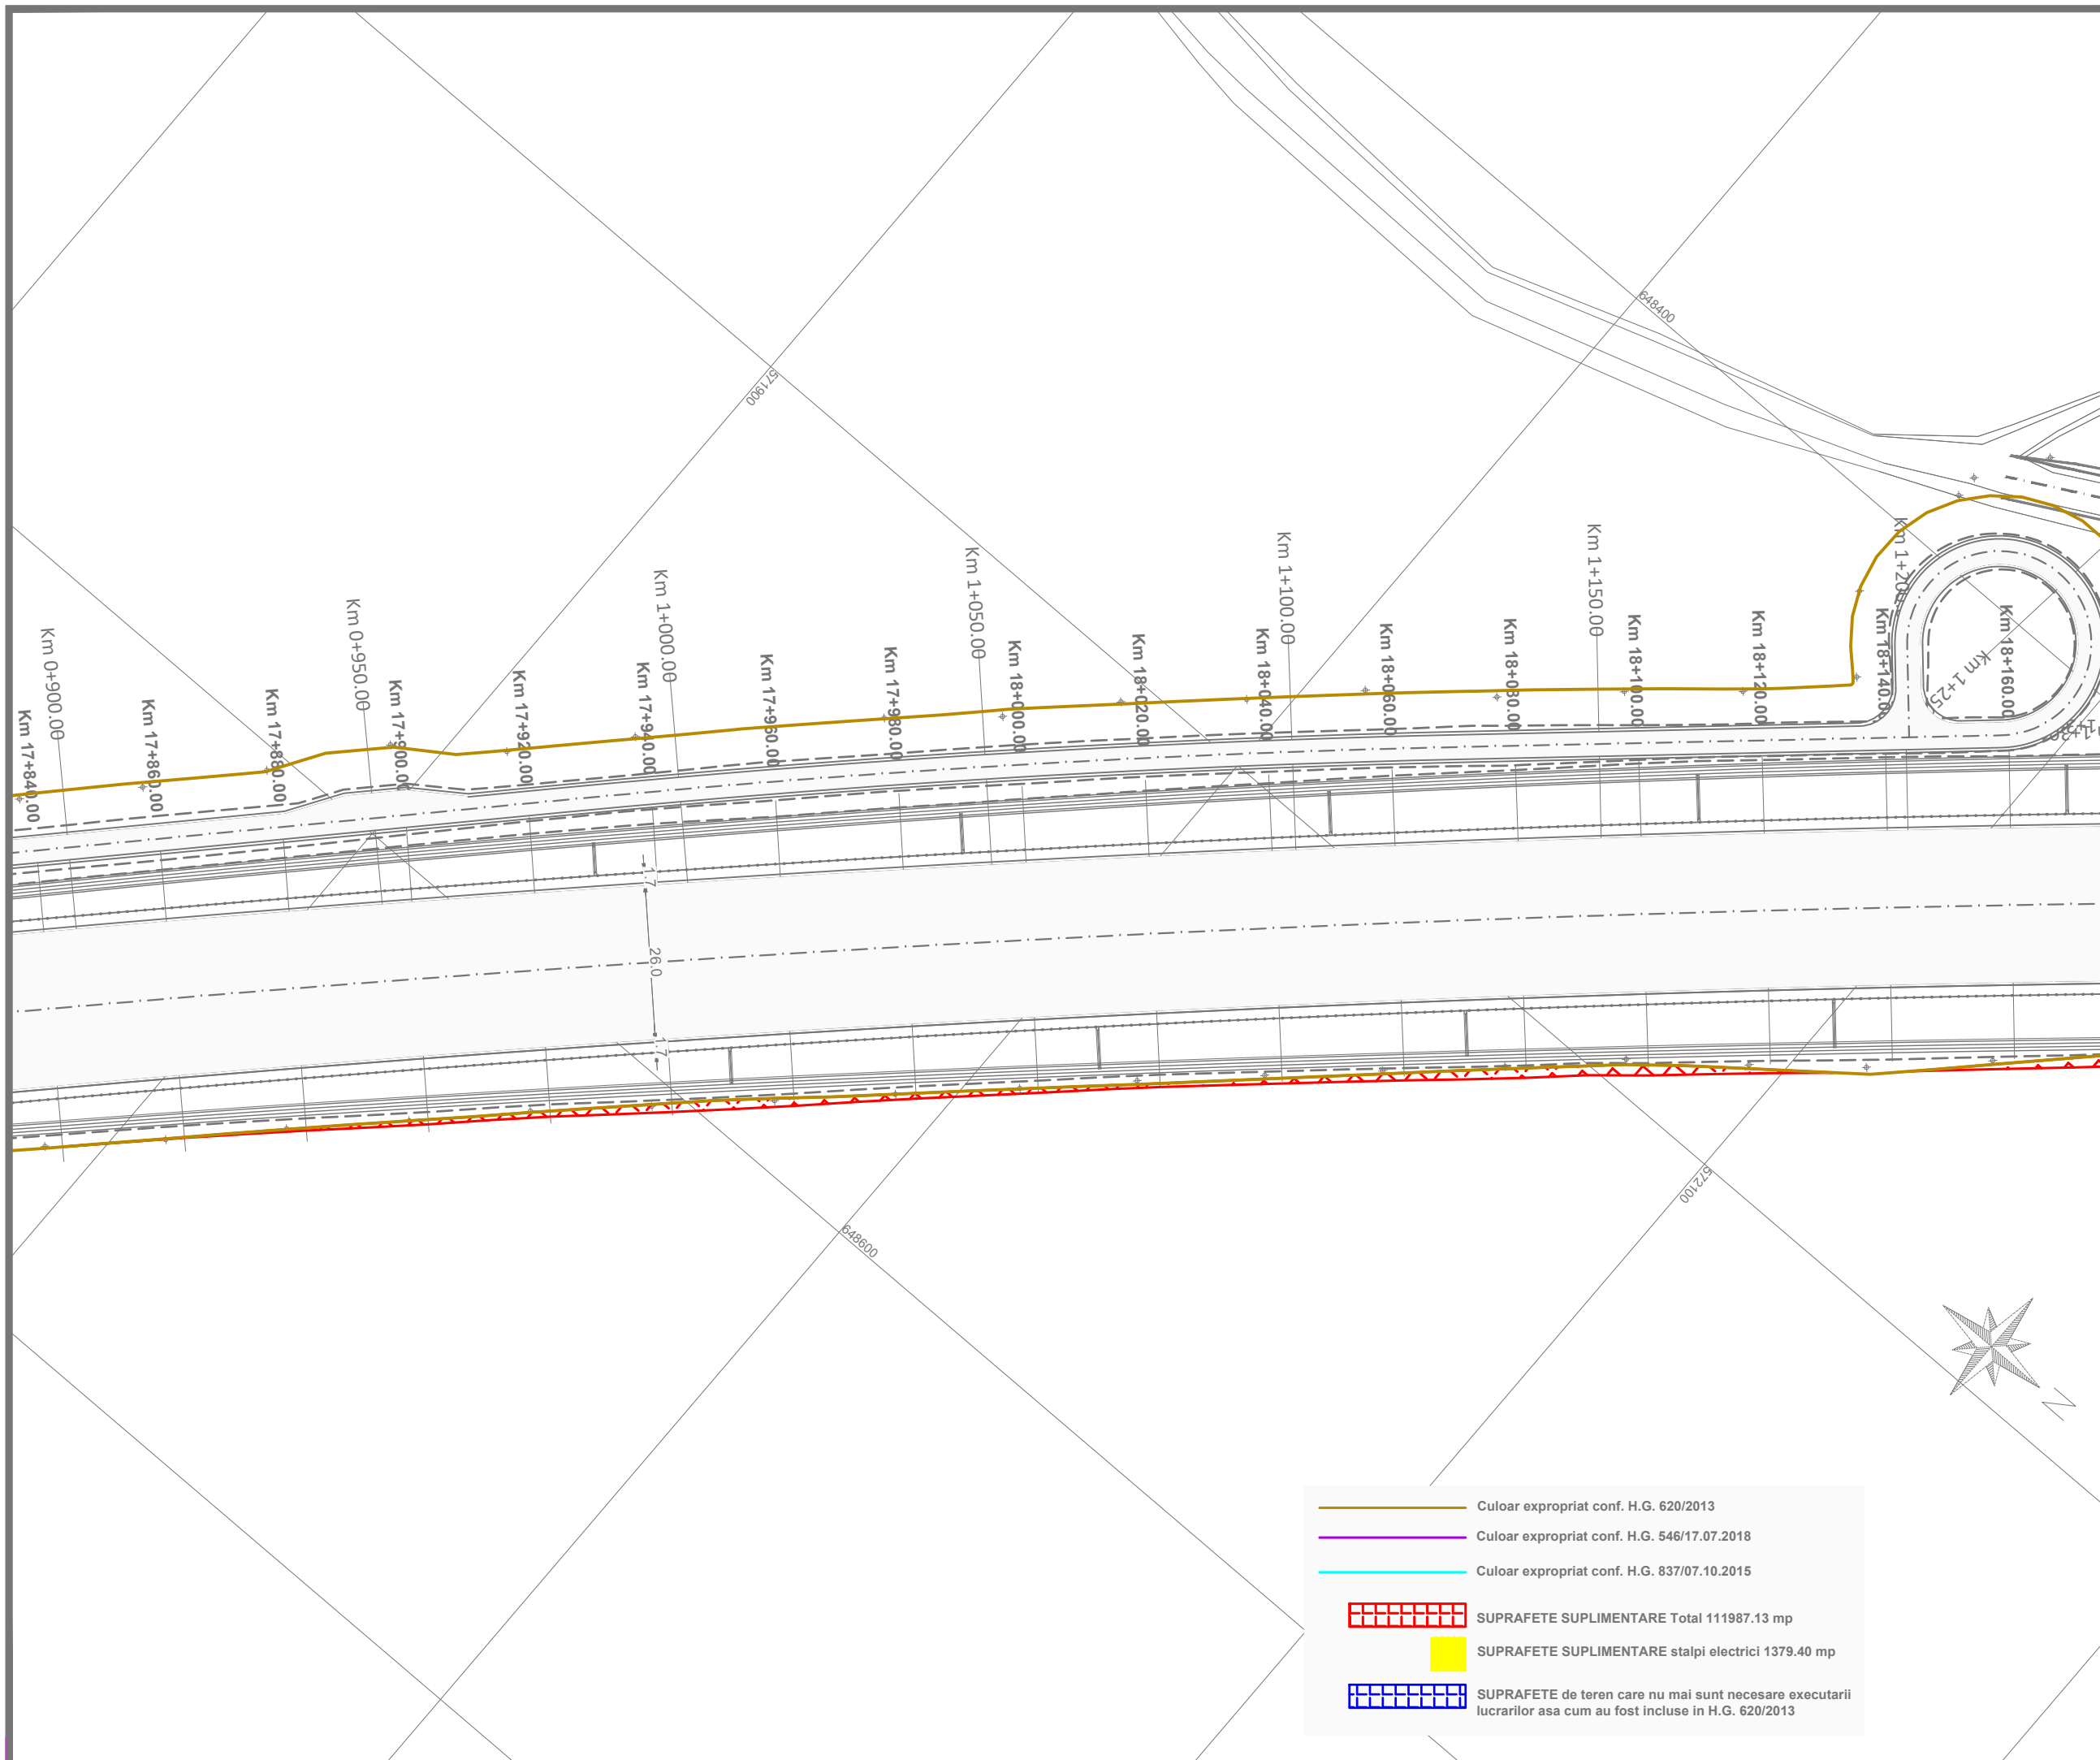 648400
571900
Km 0+900.00
Km 0+950.00
Km 1+000.00
Km 1+050.00
Km 1+100.00
Km 1+150.00
Km 1+25
Km 17+840.00
Km 17+860.00
Km 17+880.00
Km 17+900.00
Km 17+920.00
Km 17+940.00
Km 17+960.00
Km 17+980.00
Km 18+000.00
Km 18+020.00
Km 18+040.00
Km 18+060.00
Km 18+080.00
Km 18+100.00
Km 18+120.00
Km 18+140.00
Km 18+160.00
26.0
572100
648600
N
Culoar expropriat conf. H.G. 620/2013
Culoar expropriat conf. H.G. 546/17.07.2018
Culoar expropriat conf. H.G. 837/07.10.2015
SUPRAFETE SUPLIMENTARE Total 111987.13 mp
SUPRAFETE SUPLIMENTARE stalpi electrici 1379.40 mp
SUPRAFETE de teren care nu mai sunt necesare executarii
lucrarilor asa cum au fost incluse in H.G. 620/2013